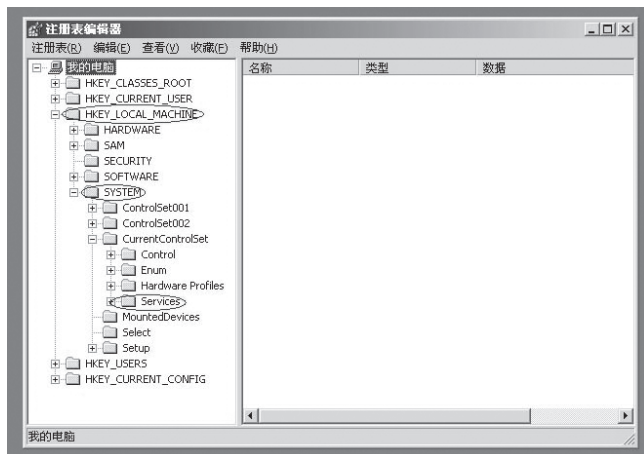 注册表编辑器
注册表(R) 编辑(E) 查看(V) 收藏(F) 帮助(H)
我的电脑
名称 类型 数据
HKEY_CLASSES_ROOT
HKEY_CURRENT_USER
HKEY_LOCAL_MACHINE
HARDWARE
SAM
SECURITY
SOFTWARE
SYSTEM
ControlSet001
ControlSet002
CurrentControlSet
Control
Enum
Hardware Profiles
Services
MountedDevices
Select
Setup
HKEY_USERS
HKEY_CURRENT_CONFIG
我的电脑